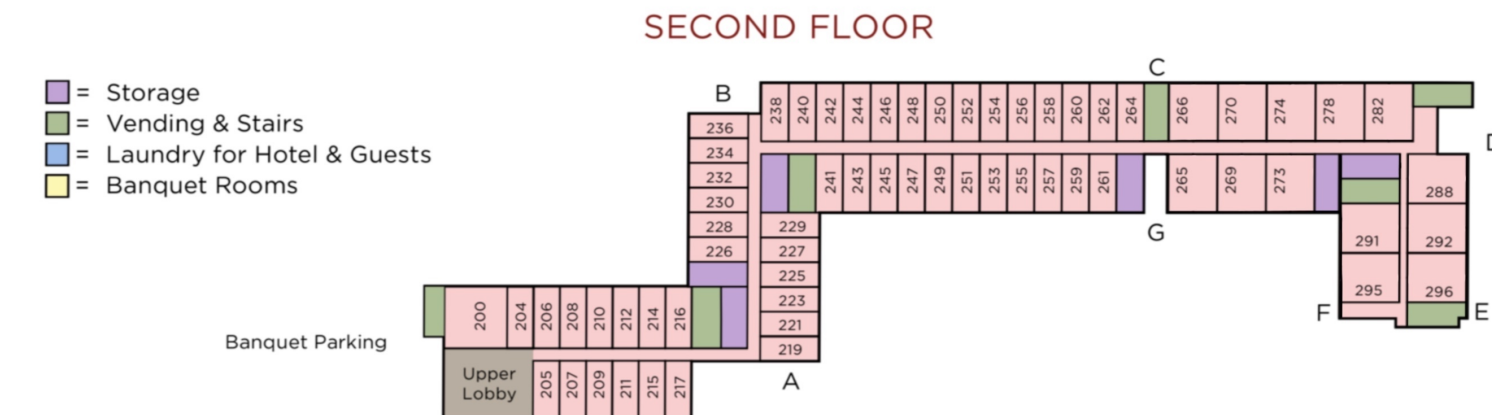 SECOND FLOOR
= Storage
= Vending & Stairs
= Laundry for Hotel & Guests
= Banquet Rooms
B
C
238 240 242 244 246 248 250 252 254 256 258 260 262 264 266 270 274 278 282
236
234
232
230
228
226
241 243 245 247 249 251 253 255 257 259 261 265 269 273
288
291 292
295 296
229
227
225
223
221
219
G
F
E
A
200 204 206 208 210 212 214 216
Banquet Parking
Upper
Lobby
205 207 209 211 215 217